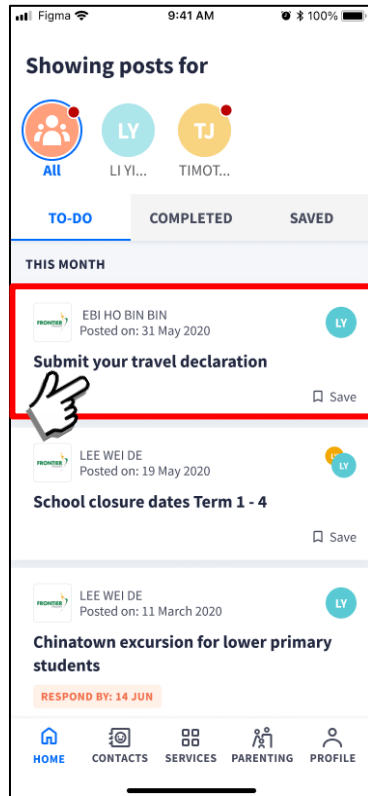 Figma 9:41 AM 100%
Showing posts for
LY TJ
All LI YI... TIMOT...
TO-DO COMPLETED SAVED
THIS MONTH
FRONTIER EBI HO BIN BIN LY
Posted on: 31 May 2020
Submit your travel declaration
Save
FRONTIER LEE WEI DE LY
Posted on: 19 May 2020
School closure dates Term 1 - 4
Save
FRONTIER LEE WEI DE LY
Posted on: 11 March 2020
Chinatown excursion for lower primary
students
RESPOND BY: 14 JUN
HOME CONTACTS SERVICES PARENTING PROFILE